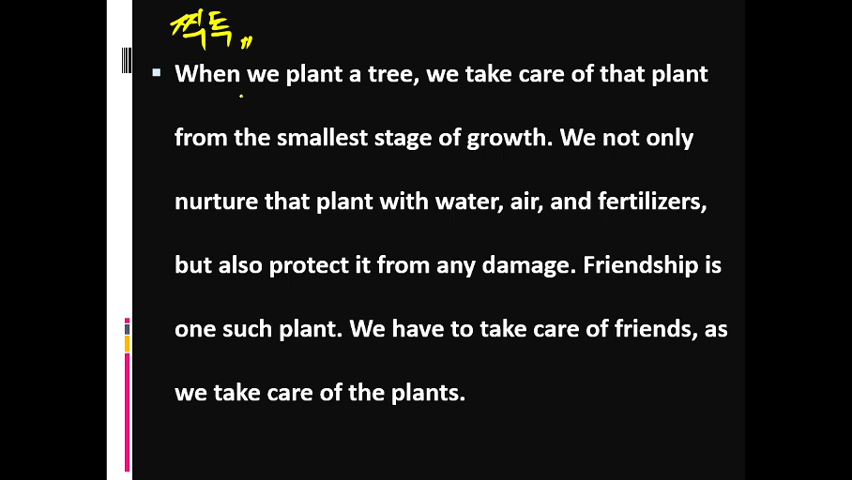 찍독"
When we plant a tree, we take care of that plant
from the smallest stage of growth. We not only
nurture that plant with water, air, and fertilizers,
but also protect it from any damage. Friendship is
one such plant. We have to take care of friends, as
we take care of the plants.